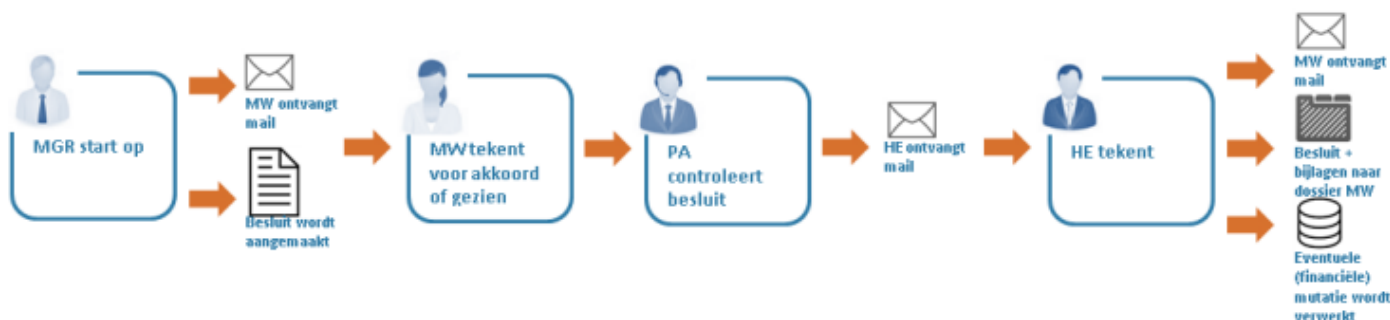 MGR start op
MW ontvangt
mail
Besluit wordt
aangemaakt
MW tekent
voor akkoord
of gezien
PA
controleert
besluit
HE ontvangt
mail
HE tekent
MW ontvangt
mail
Besluit +
bijlagen naar
dossier MW
Eventuele
(financiële)
mutatie wordt
verwerkt